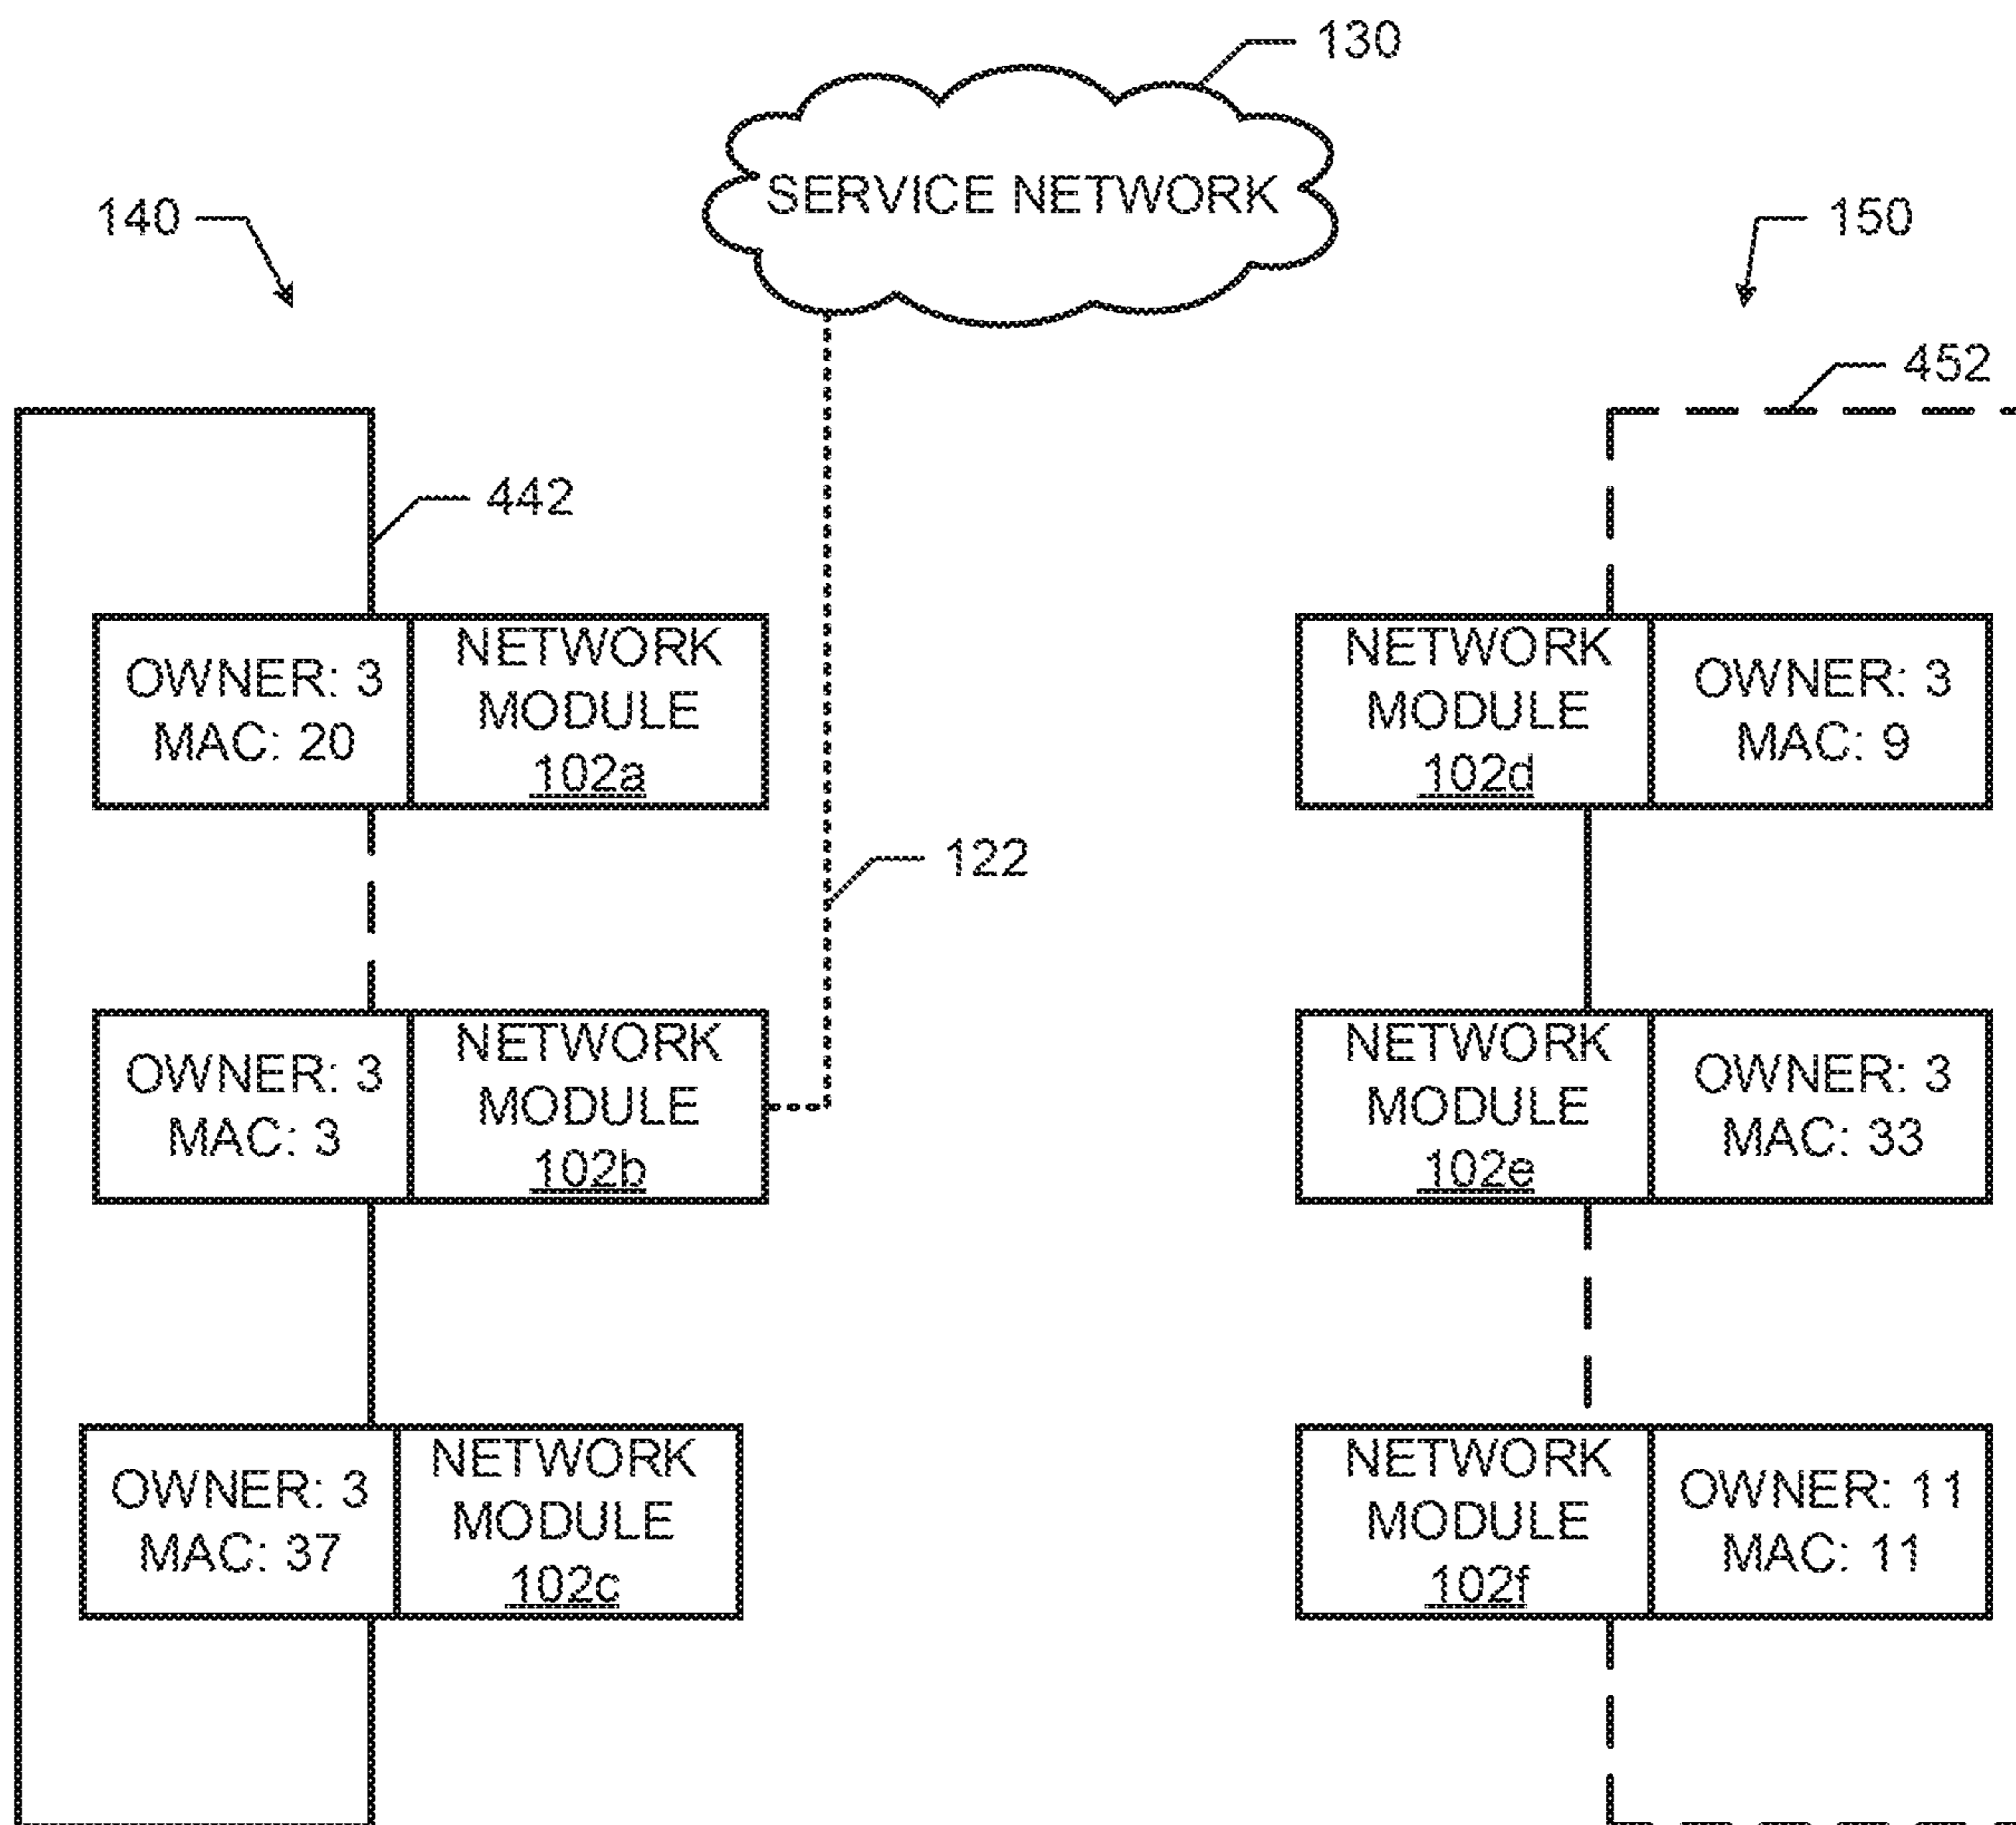 130
SERVICE NETWORK
140
150
452
442
OWNER: 3
MAC: 20
NETWORK
MODULE
102a
NETWORK
MODULE
102d
OWNER: 3
MAC: 9
122
OWNER: 3
MAC: 3
NETWORK
MODULE
102b
NETWORK
MODULE
102e
OWNER: 3
MAC: 33
OWNER: 3
MAC: 37
NETWORK
MODULE
102c
NETWORK
MODULE
102f
OWNER: 11
MAC: 11